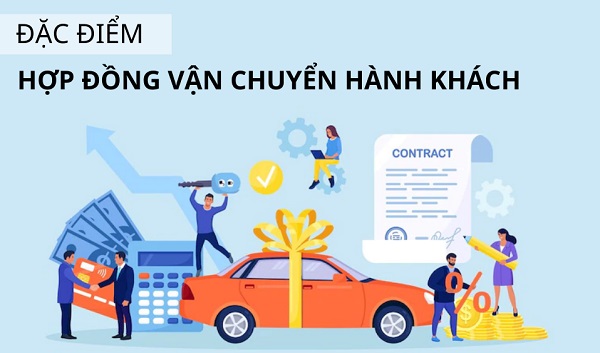 ĐẶC ĐIỂM
HỢP ĐỒNG VẬN CHUYỂN HÀNH KHÁCH
CONTRACT
%
$